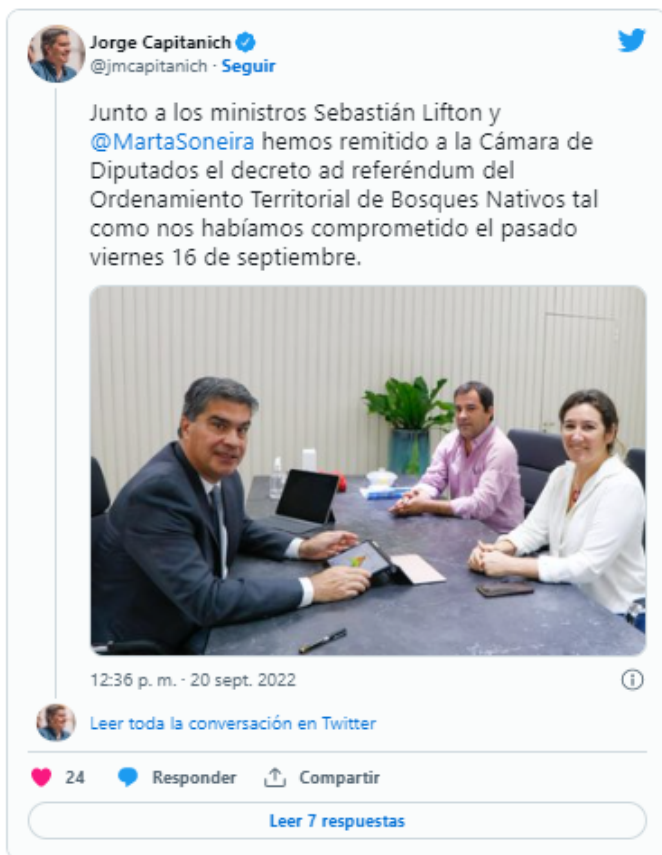 Jorge Capitanich
@jmcapitanich · Seguir
Junto a los ministros Sebastián Lifton y
@MartaSoneira hemos remitido a la Cámara de
Diputados el decreto ad referéndum del
Ordenamiento Territorial de Bosques Nativos tal
como nos habíamos comprometido el pasado
viernes 16 de septiembre.
12:36 p. m. · 20 sept. 2022
Leer toda la conversación en Twitter
24 Responder Compartir
Leer 7 respuestas